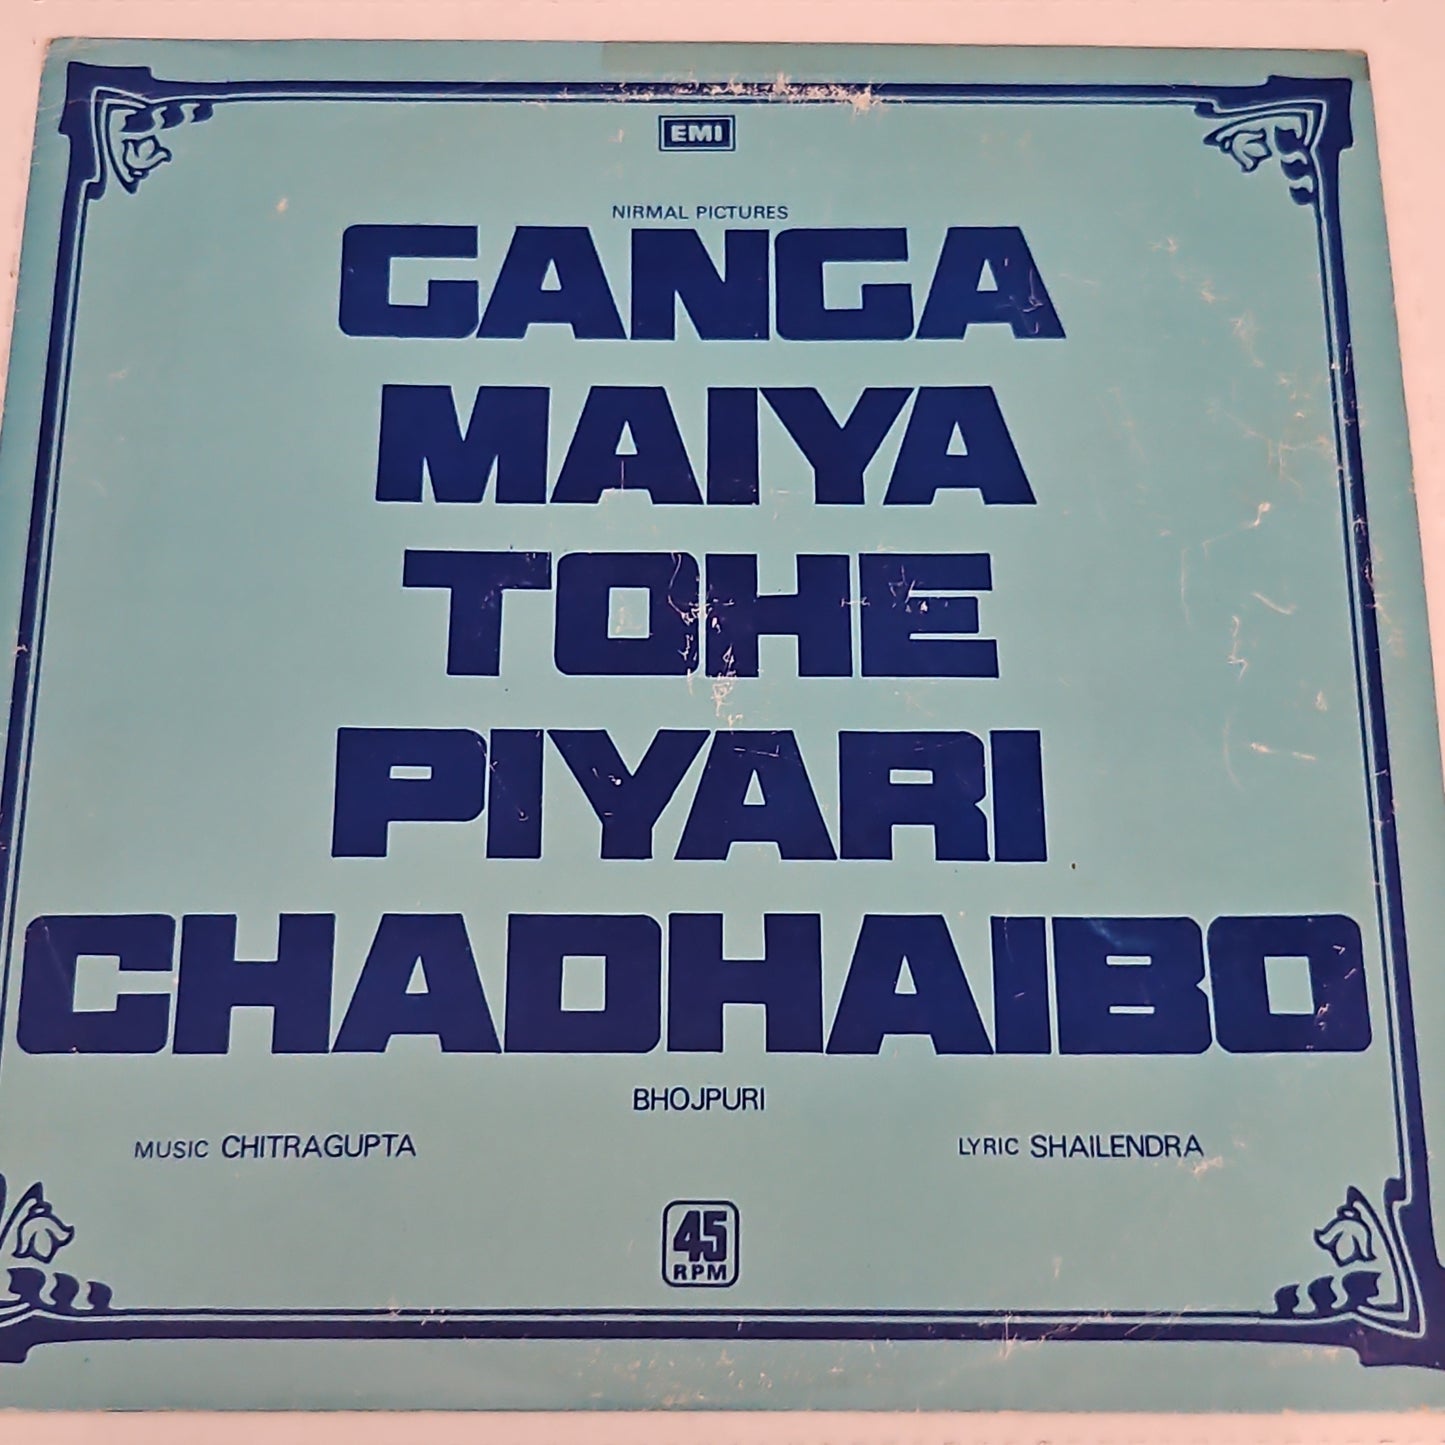 EMI
NIRMAL PICTURES
GANGA
MAIYA
TOHE
PIYARI
CHADHAIBO
BHOJPURI
MUSIC CHITRAGUPTA
LYRIC SHAILENDRA
45
RPM